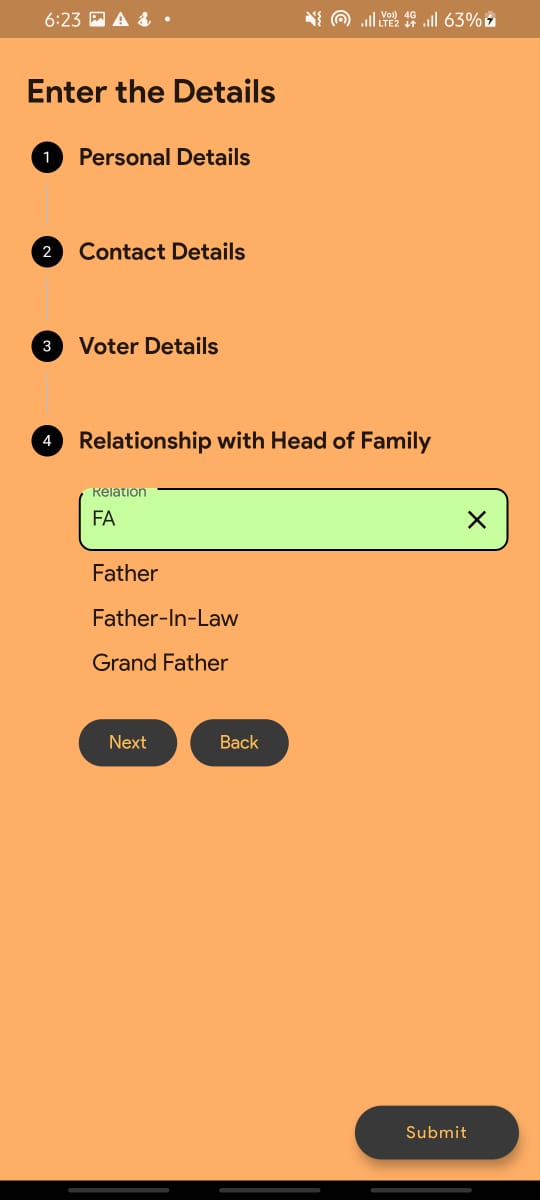 6:23 Vo)) LTE2 4G 63%
Enter the Details
1 Personal Details
2 Contact Details
3 Voter Details
4 Relationship with Head of Family
Relation
FA
Father
Father-In-Law
Grand Father
Next Back
Submit